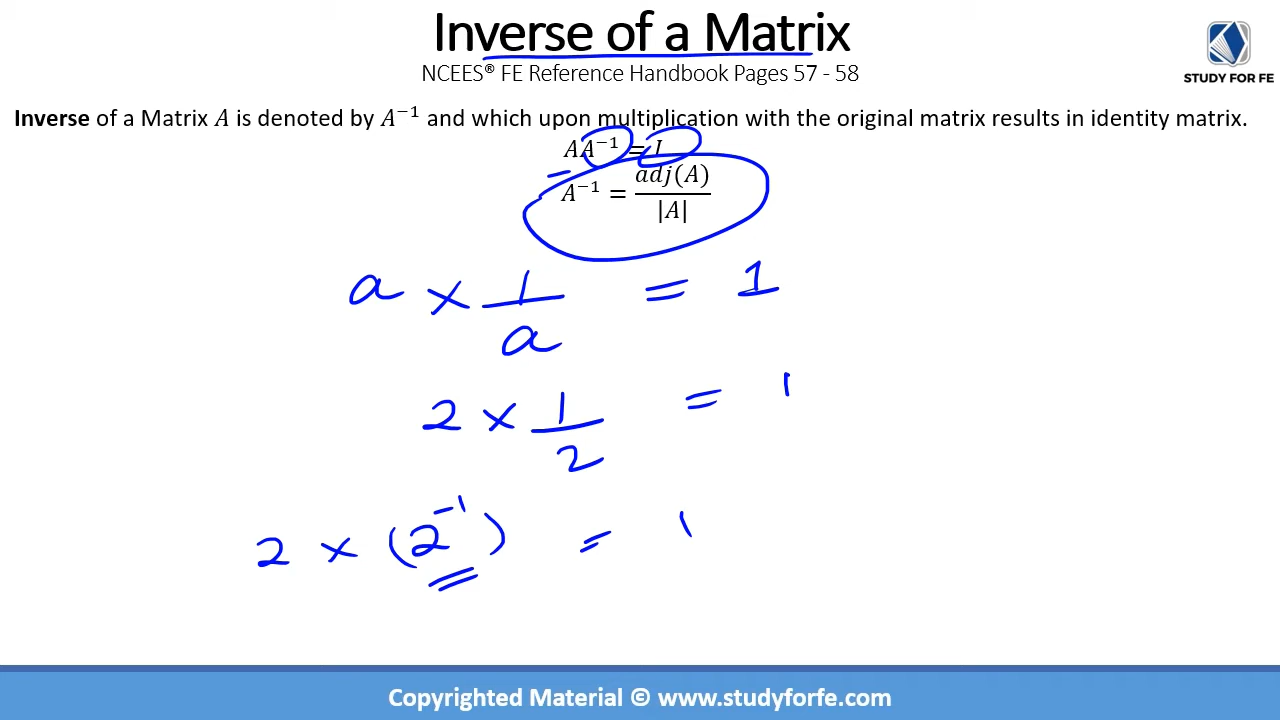 Inverse of a Matrix
NCEES® FE Reference Handbook Pages 57 - 58
STUDY FOR FE
Inverse of a Matrix A is denoted by A⁻¹ and which upon multiplication with the original matrix results in identity matrix.
AA⁻¹ = I
A⁻¹ = adj(A) / |A|
a × 1/a = 1
2 × 1/2 = 1
2 × (2⁻¹) = 1
Copyrighted Material © www.studyforfe.com